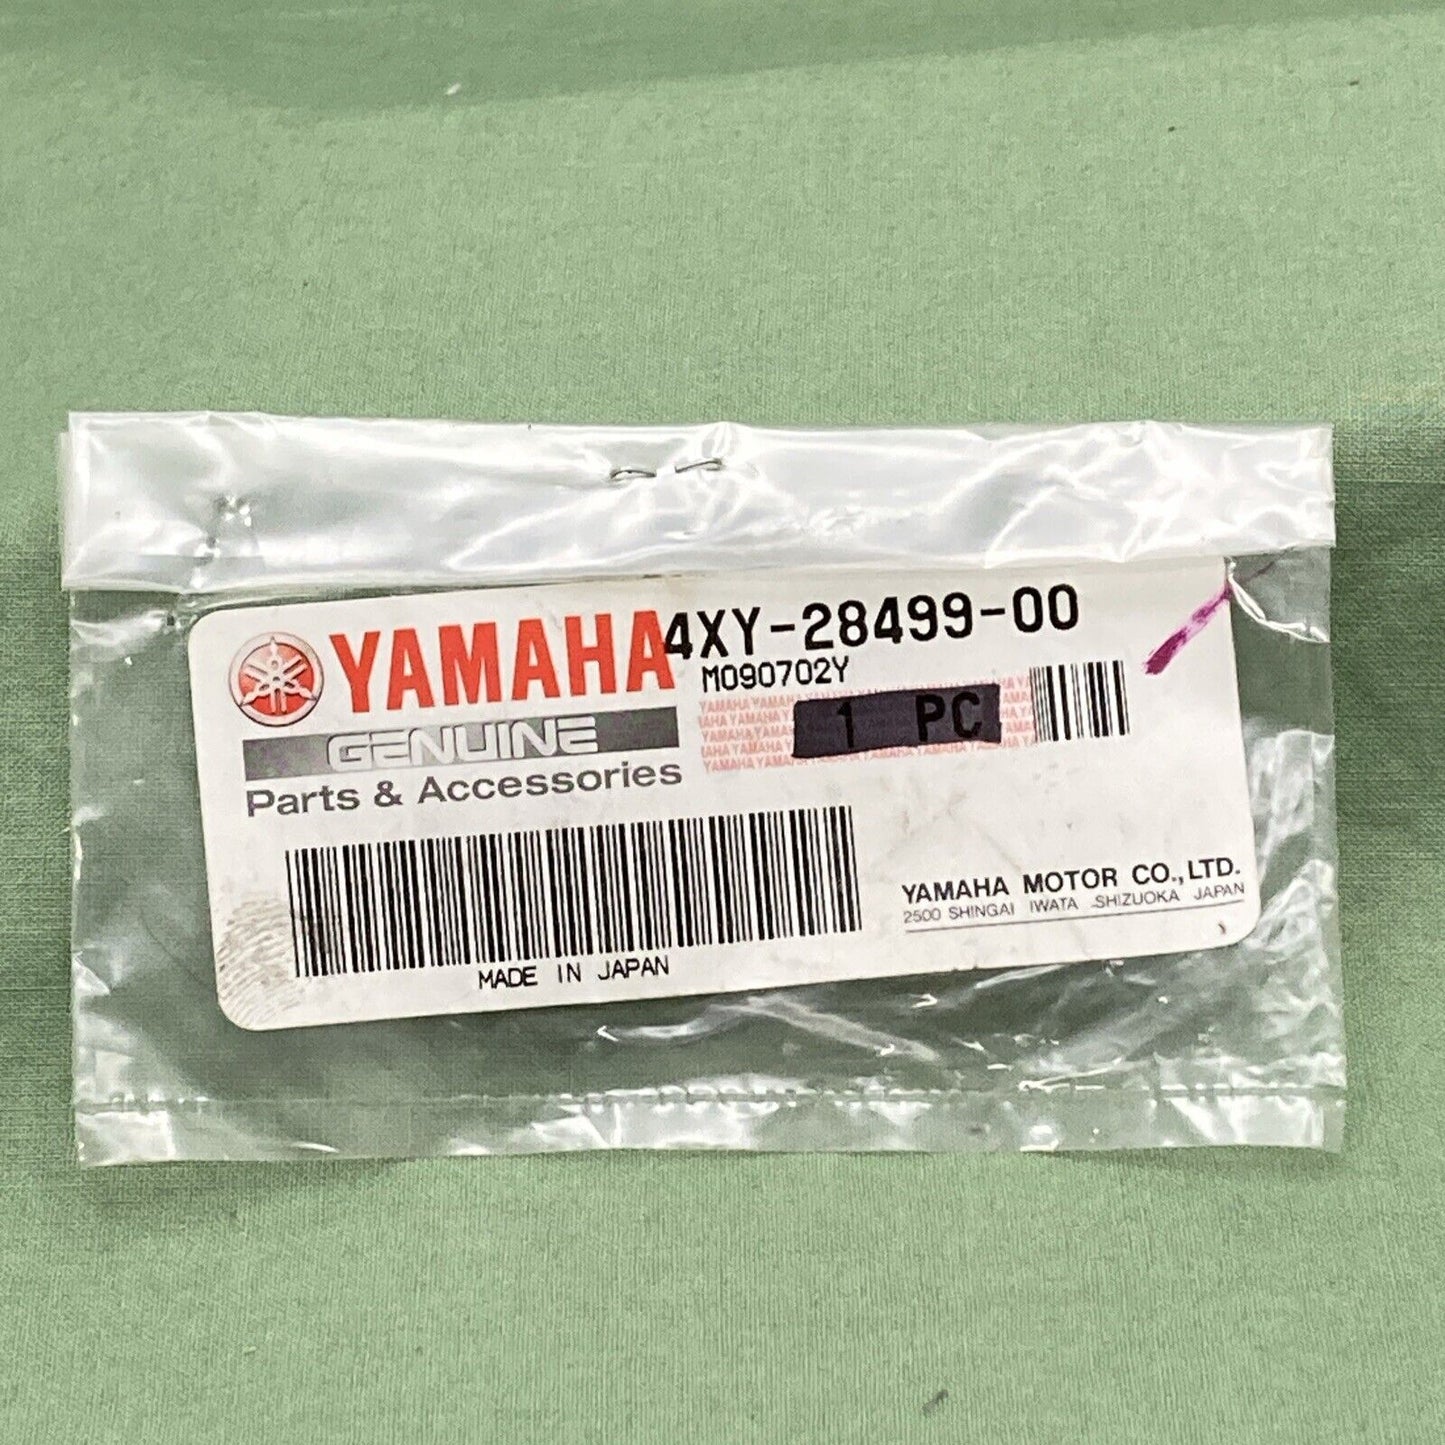 YAMAHA 4XY-28499-00
M090702Y
GENUINE
1 PC
Parts & Accessories
MADE IN JAPAN
YAMAHA MOTOR CO., LTD.
2500 SHINGAI IWATA SHIZUOKA JAPAN